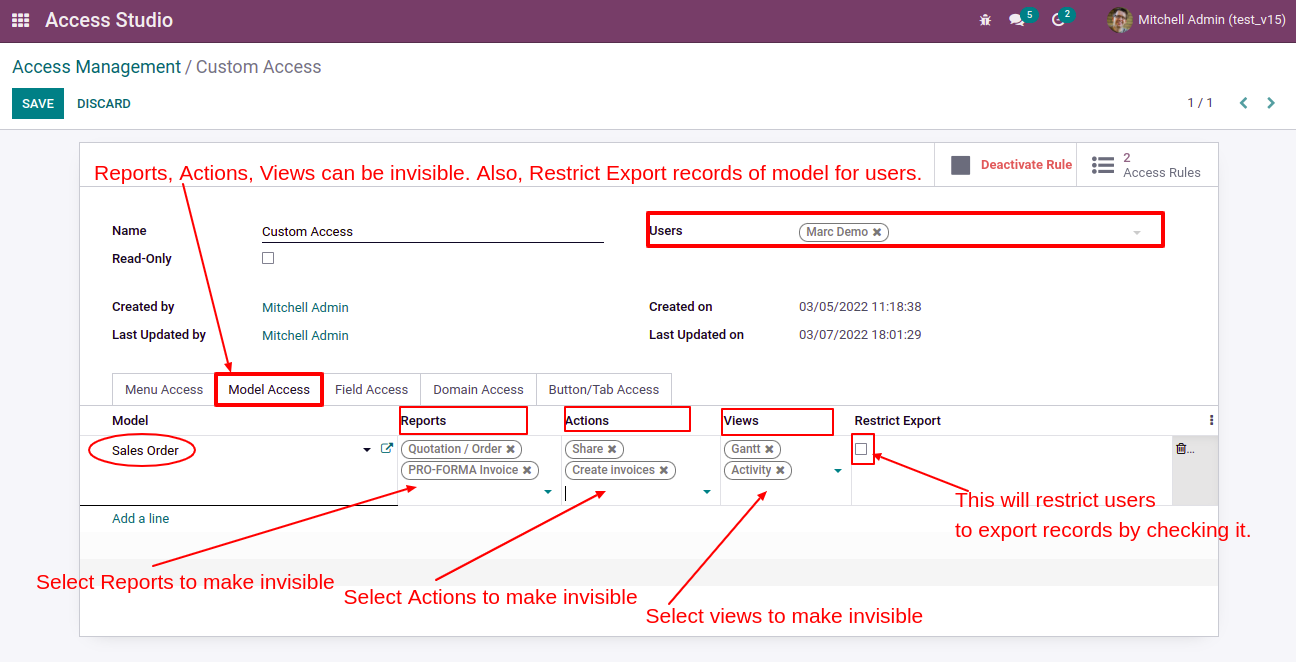 Access Studio
5
2
Mitchell Admin (test_v15)
Access Management / Custom Access
SAVE
DISCARD
1 / 1
Reports, Actions, Views can be invisible. Also, Restrict Export records of model for users.
Deactivate Rule
2
Access Rules
Name
Custom Access
Users
Marc Demo ✖
Read-Only
Created by
Mitchell Admin
Created on
03/05/2022 11:18:38
Last Updated by
Mitchell Admin
Last Updated on
03/07/2022 18:01:29
Menu Access
Model Access
Field Access
Domain Access
Button/Tab Access
Model
Reports
Actions
Views
Restrict Export
Sales Order
Quotation / Order ✖
PRO-FORMA Invoice ✖
Share ✖
Create invoices ✖
Gantt ✖
Activity ✖
...
This will restrict users
to export records by checking it.
Add a line
Select Reports to make invisible
Select Actions to make invisible
Select views to make invisible